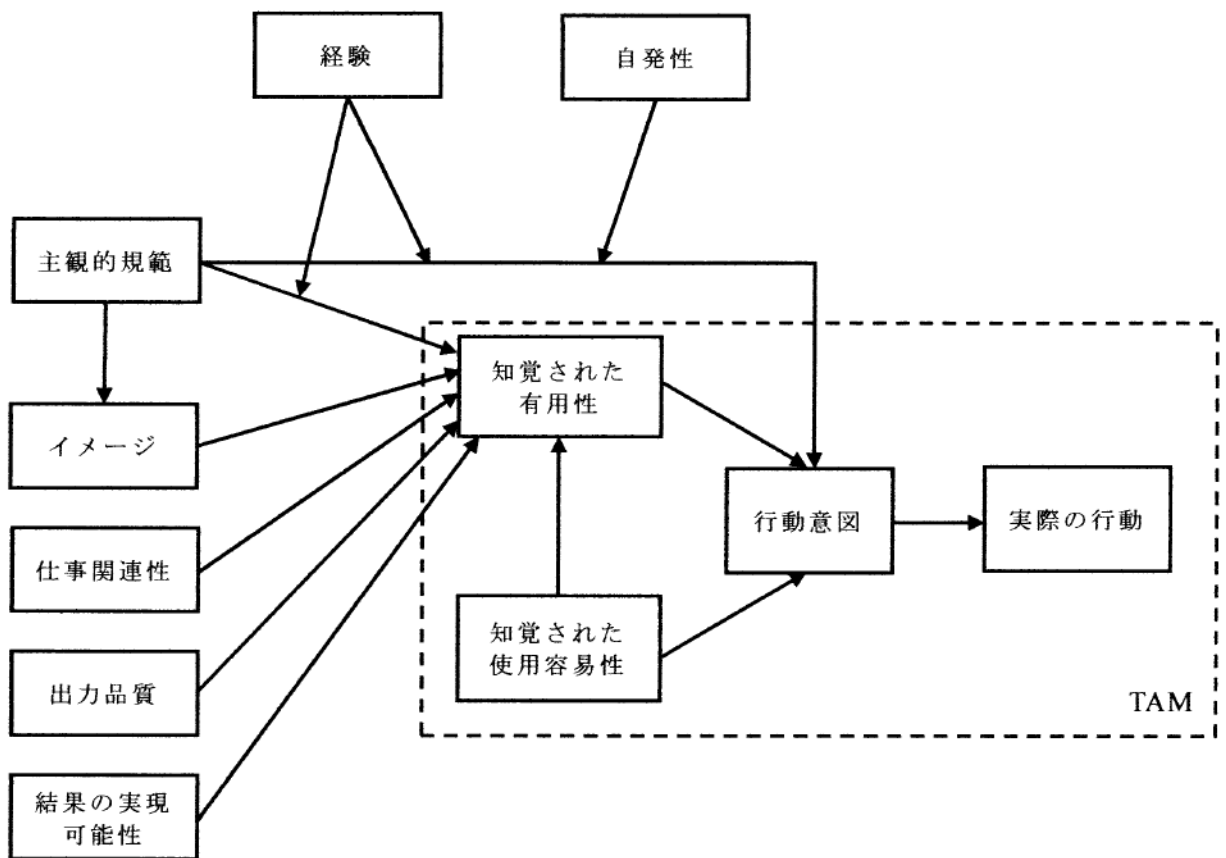 経験
自発性
主観的規範
知覚された
有用性
イメージ
行動意図
実際の行動
仕事関連性
知覚された
使用容易性
出力品質
TAM
結果の実現
可能性